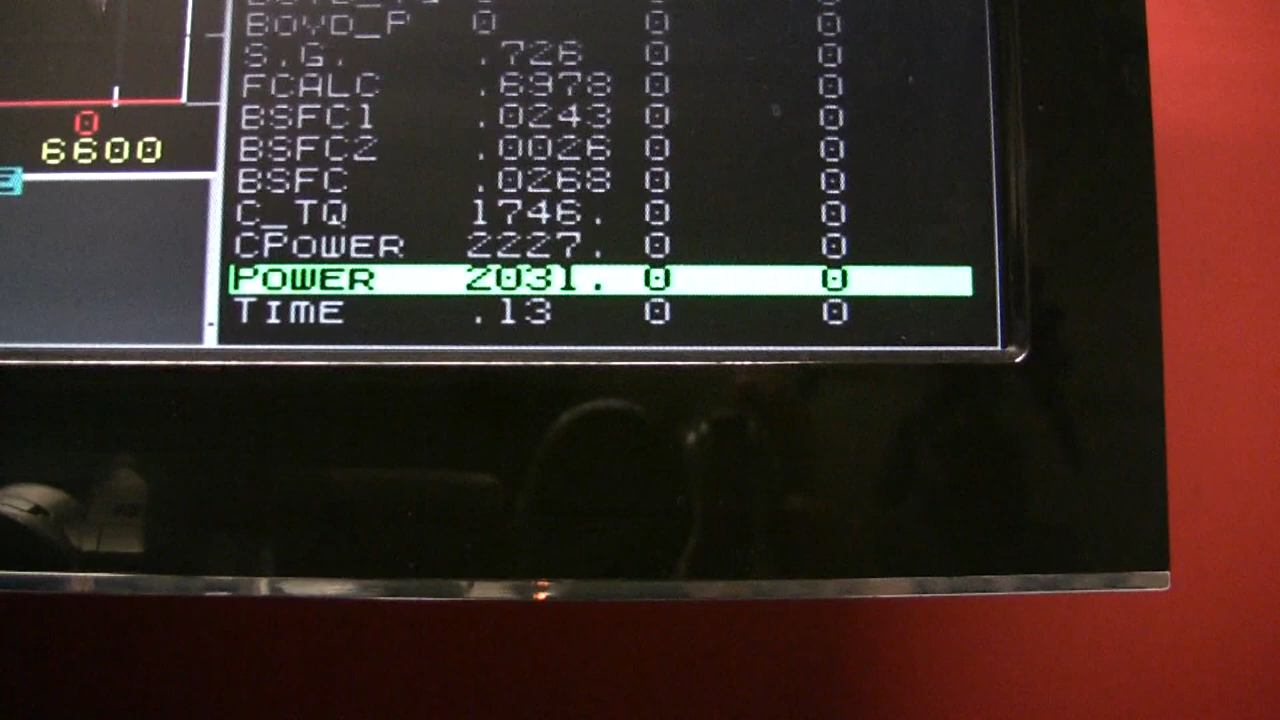 BOYD_P 0 0 0
S.G. .726 0 0
FCALC .6978 0 0
BSFC1 .0243 0 0
BSFC2 .0026 0 0
BSFC .0268 0 0
C_TQ 1746. 0 0
CPOWER 2227. 0 0
POWER 2031. 0 0
TIME .13 0 0
0
6600
E